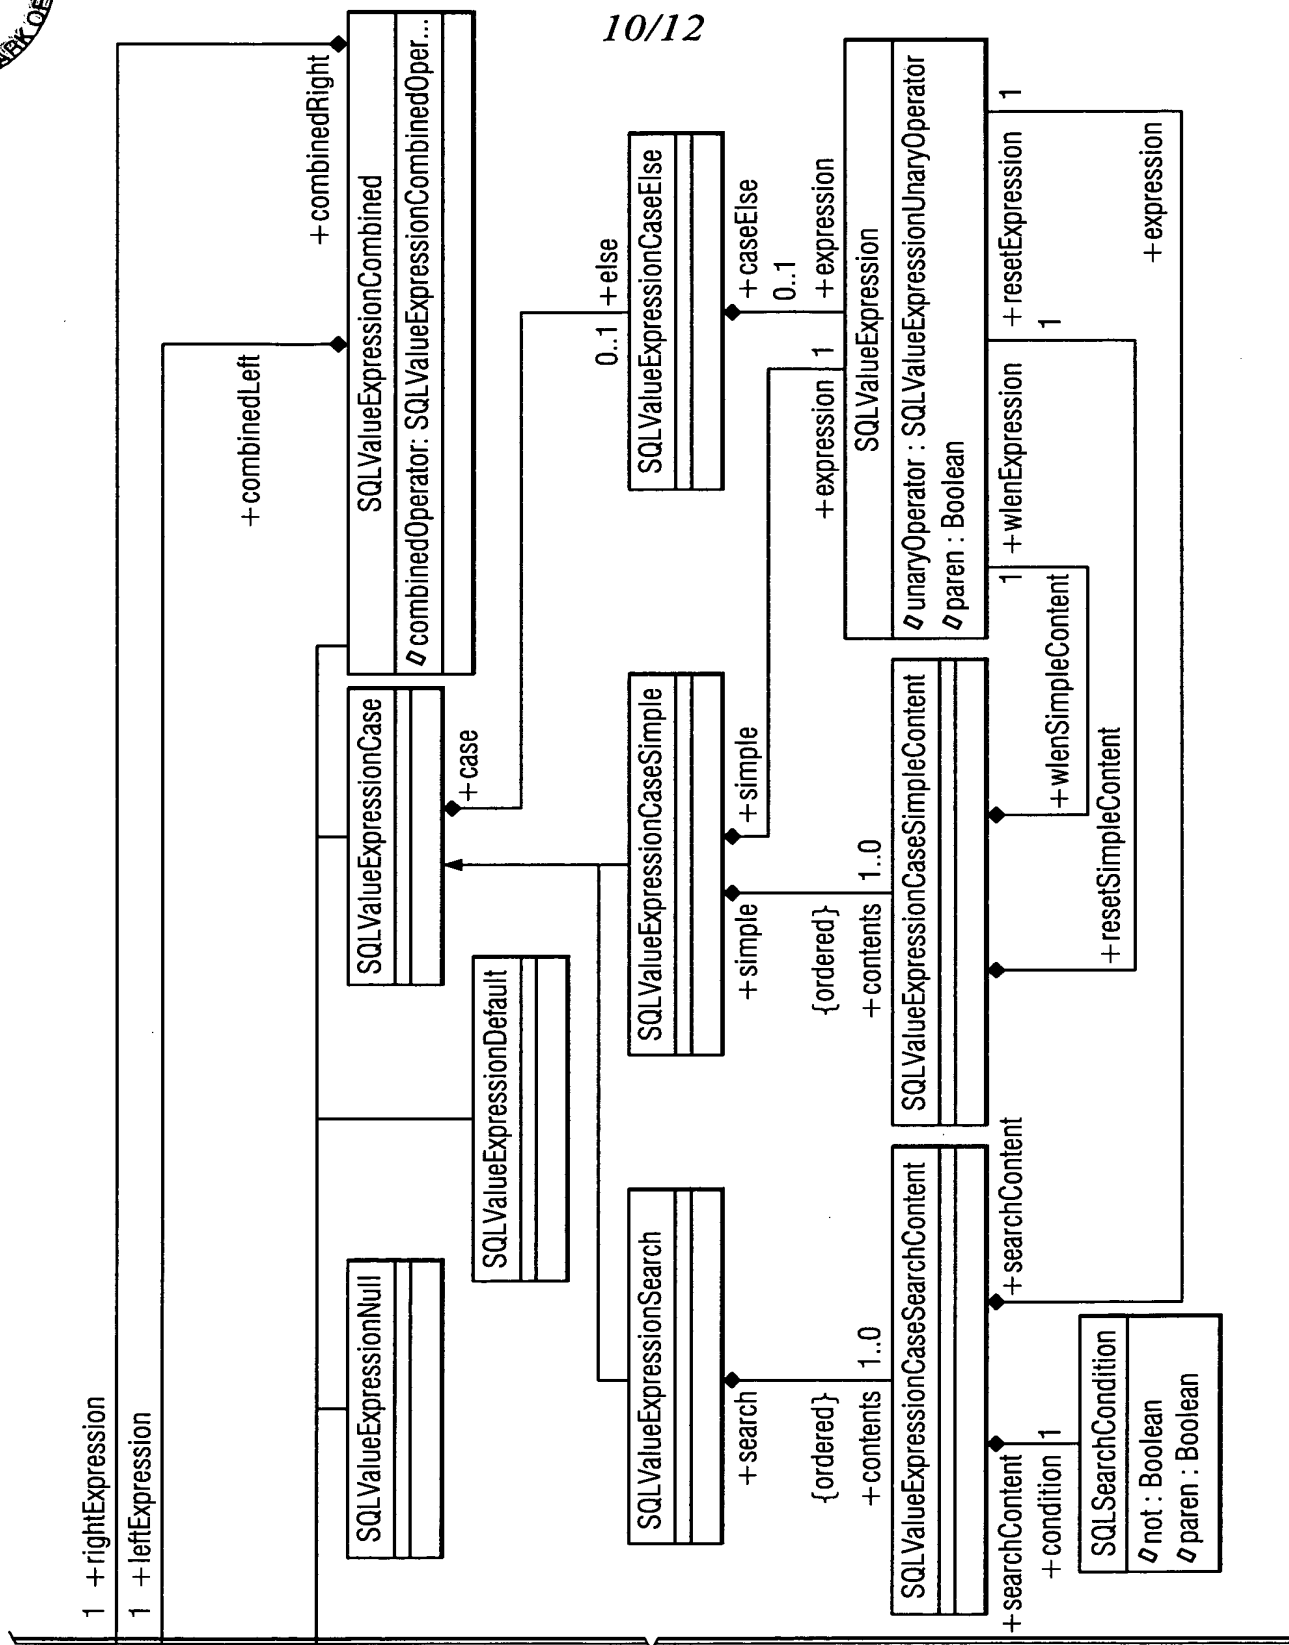 10/12
1 +rightExpression
1 +leftExpression
+combinedLeft
+combinedRight
SQLValueExpressionNull
SQLValueExpressionDefault
SQLValueExpressionCase
+case
SQLValueExpressionCombined
combinedOperator: SQLValueExpressionCombinedOper...
SQLValueExpressionSearch
+search
{ordered}
+contents 1..0
SQLValueExpressionCaseSimple
+simple
+simple
{ordered}
+contents 1..0
0..1 +else
SQLValueExpressionCaseElse
+caseElse
0..1
+expression
+expression 1
SQLValueExpressionCaseSearchContent
SQLValueExpressionCaseSimpleContent
SQLValueExpression
unaryOperator : SQLValueExpressionUnaryOperator
paren : Boolean
+searchContent
+condition 1
+searchContent
SQLSearchCondition
not : Boolean
paren : Boolean
+resetSimpleContent
+wlenSimpleContent
1 +wlenExpression
1
+resetExpression 1
+expression